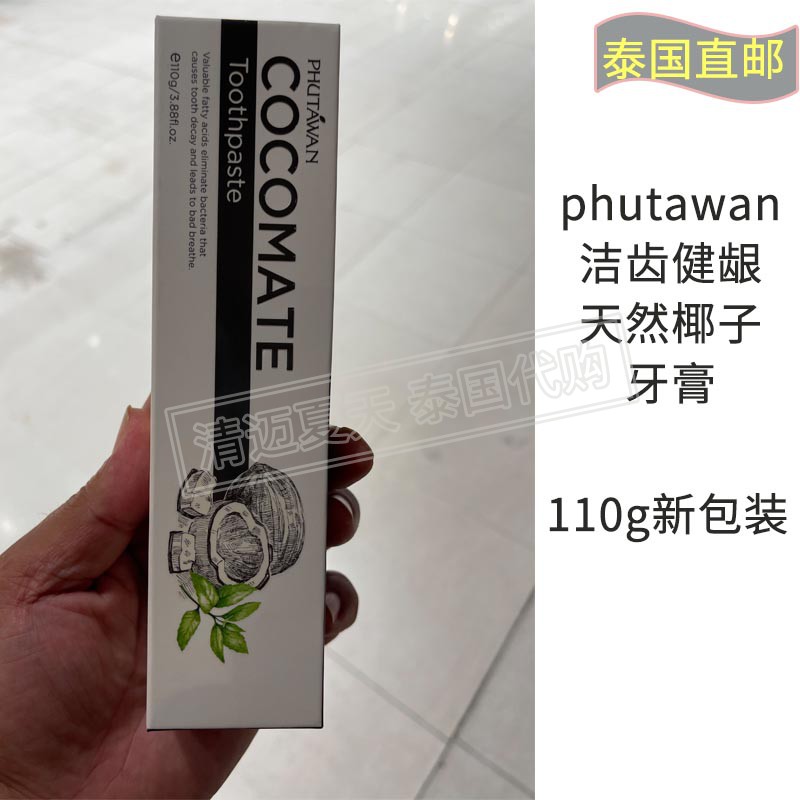 PHUTAWAN
COCOMATE
Toothpaste
Valuable fatty acids eliminate bacteria that
causes tooth decay and leads to bad breathe.
℮110g/3.88fl.oz.
清迈夏天 泰国代购
泰国直邮
phutawan
洁齿健龈
天然椰子
牙膏
110g新包装